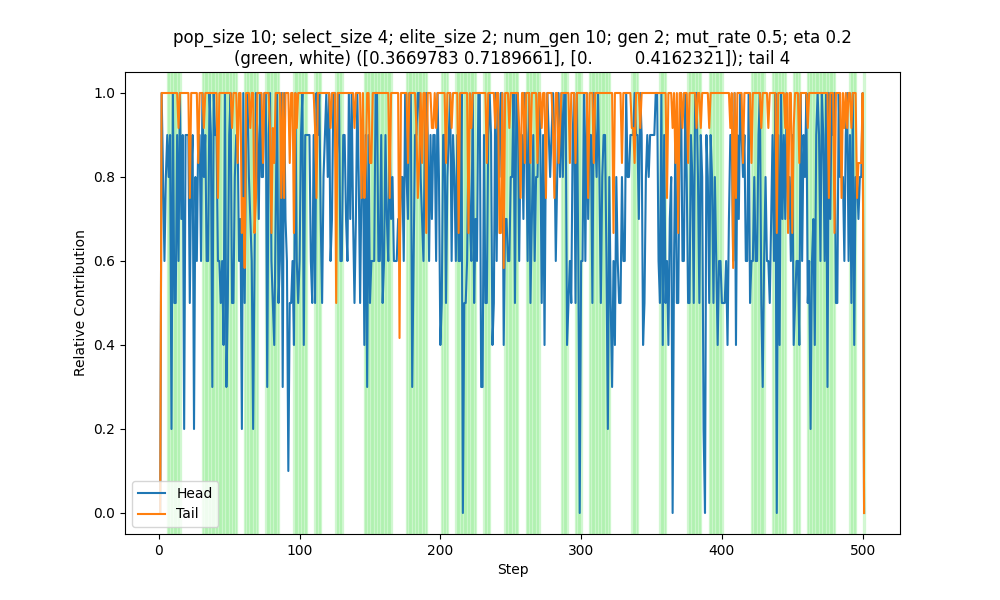 pop_size 10; select_size 4; elite_size 2; num_gen 10; gen 2; mut_rate 0.5; eta 0.2
(green, white) ([0.3669783 0.7189661], [0.        0.4162321]); tail 4
1.0
0.8
0.6
0.4
0.2
0.0
Relative Contribution
Head
Tail
0
100
200
300
400
500
Step